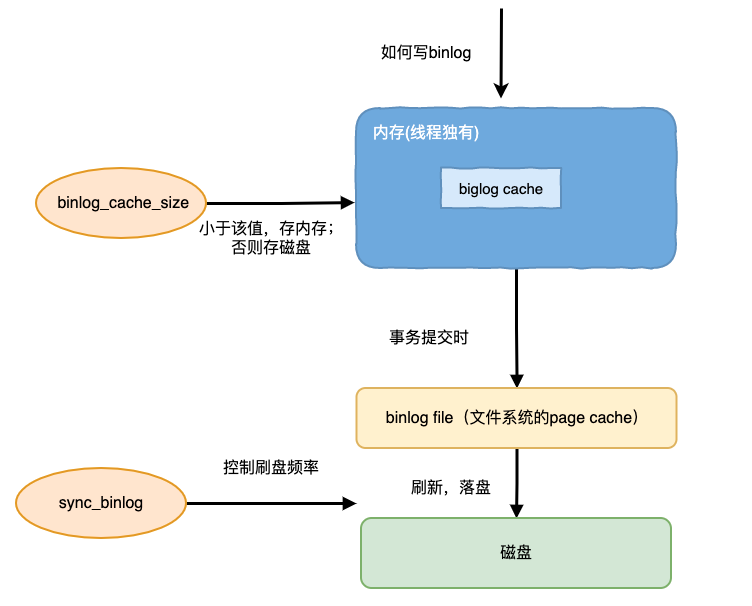 如何写binlog
内存(线程独有)
biglog cache
binlog_cache_size
小于该值，存内存；
否则存磁盘
事务提交时
binlog file（文件系统的page cache）
控制刷盘频率
刷新，落盘
sync_binlog
磁盘